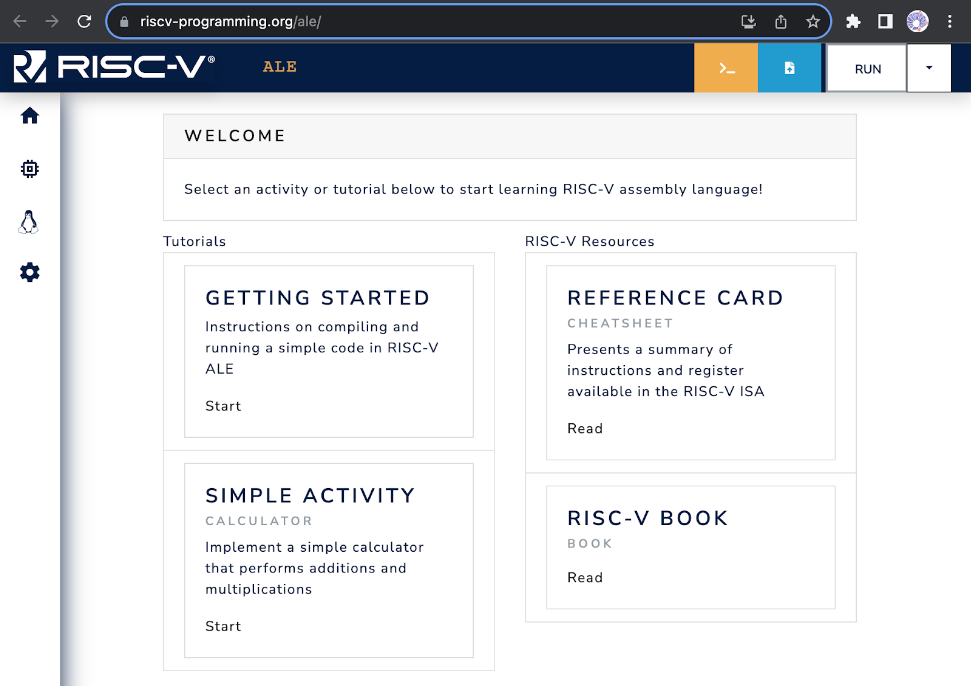 riscv-programming.org/ale/
RISC-V®
ALE
>_
RUN
WELCOME
Select an activity or tutorial below to start learning RISC-V assembly language!
Tutorials
GETTING STARTED
Instructions on compiling and
running a simple code in RISC-V
ALE
Start
SIMPLE ACTIVITY
CALCULATOR
Implement a simple calculator
that performs additions and
multiplications
Start
RISC-V Resources
REFERENCE CARD
CHEATSHEET
Presents a summary of
instructions and register
available in the RISC-V ISA
Read
RISC-V BOOK
BOOK
Read